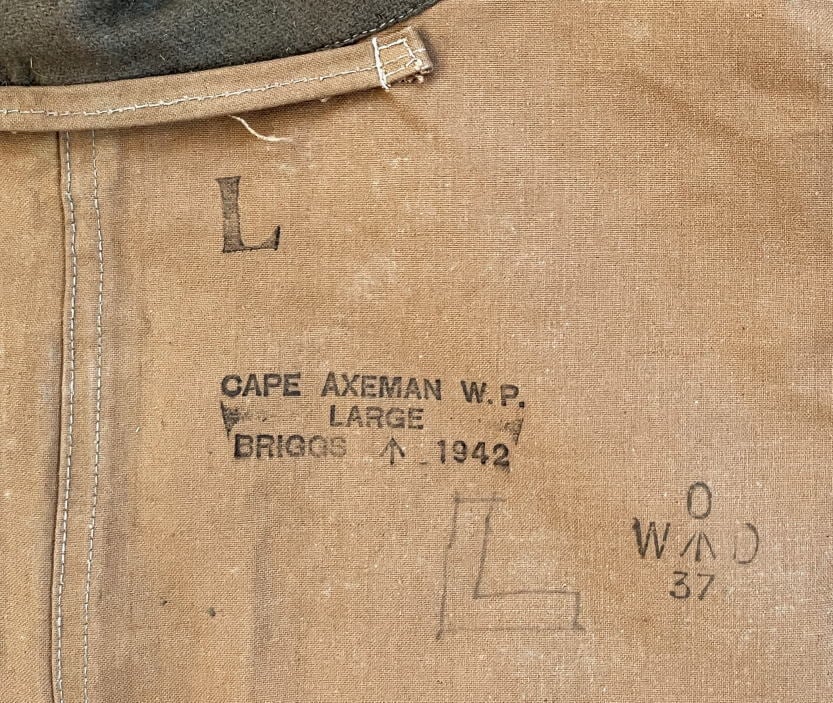 L
CAPE AXEMAN W.P.
LARGE
BRIGGS ↑ 1942
L
O
W ↑ D
37